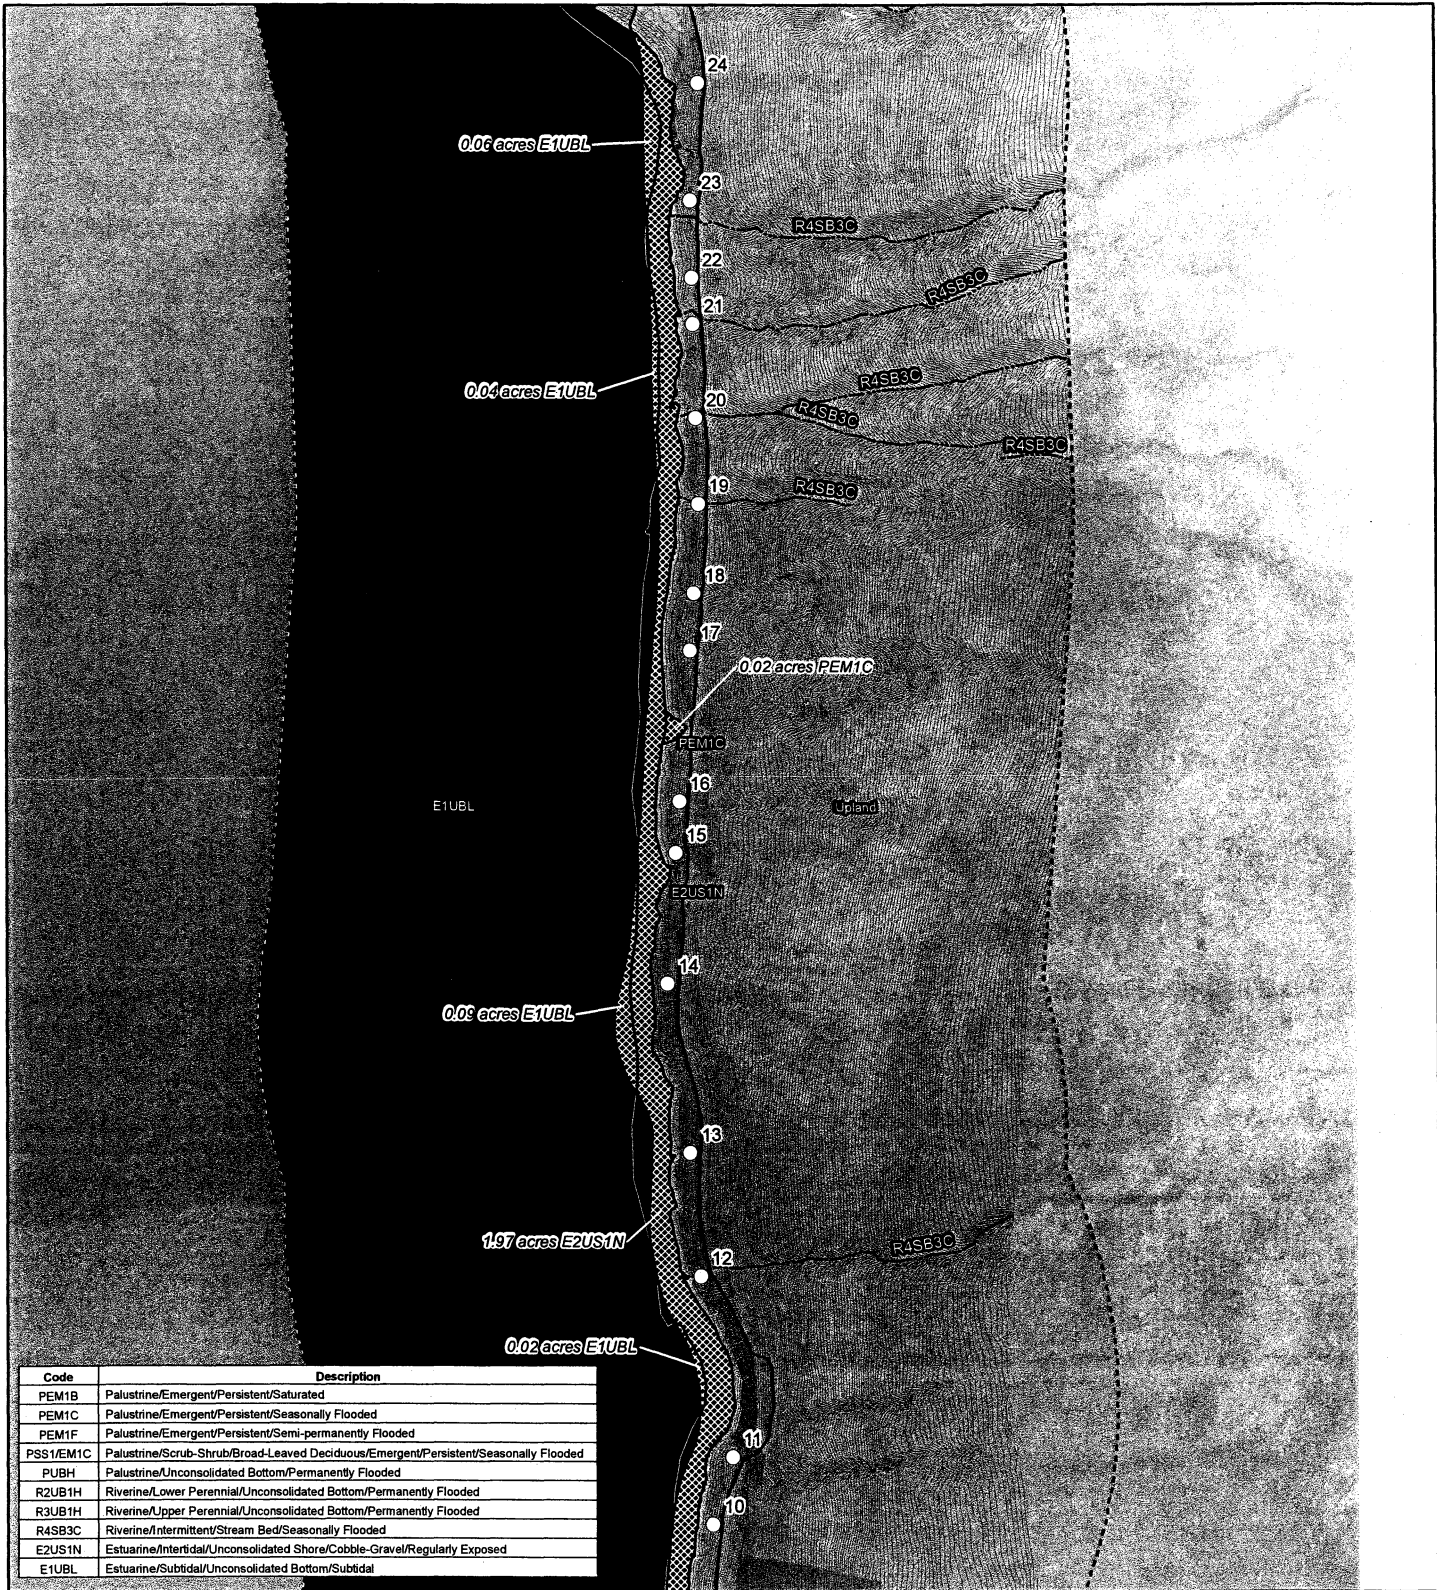 24
0.06 acres E1UBL
23
R4SB3C
22
R4SB3C
21
R4SB3C
0.04 acres E1UBL
20
R4SB3C
R4SB3C
19
R4SB3C
18
17
0.02 acres PEM1C
PEM1C
16
E1UBL
Upland
15
E2US1N
14
0.09 acres E1UBL
13
1.97 acres E2US1N
R4SB3C
12
0.02 acres E1UBL
11
10
Code Description
PEM1B Palustrine/Emergent/Persistent/Saturated
PEM1C Palustrine/Emergent/Persistent/Seasonally Flooded
PEM1F Palustrine/Emergent/Persistent/Semi-permanently Flooded
PSS1/EM1C Palustrine/Scrub-Shrub/Broad-Leaved Deciduous/Emergent/Persistent/Seasonally Flooded
PUBH Palustrine/Unconsolidated Bottom/Permanently Flooded
R2UB1H Riverine/Lower Perennial/Unconsolidated Bottom/Permanently Flooded
R3UB1H Riverine/Upper Perennial/Unconsolidated Bottom/Permanently Flooded
R4SB3C Riverine/Intermittent/Stream Bed/Seasonally Flooded
E2US1N Estuarine/Intertidal/Unconsolidated Shore/Cobble-Gravel/Regularly Exposed
E1UBL Estuarine/Subtidal/Unconsolidated Bottom/Subtidal